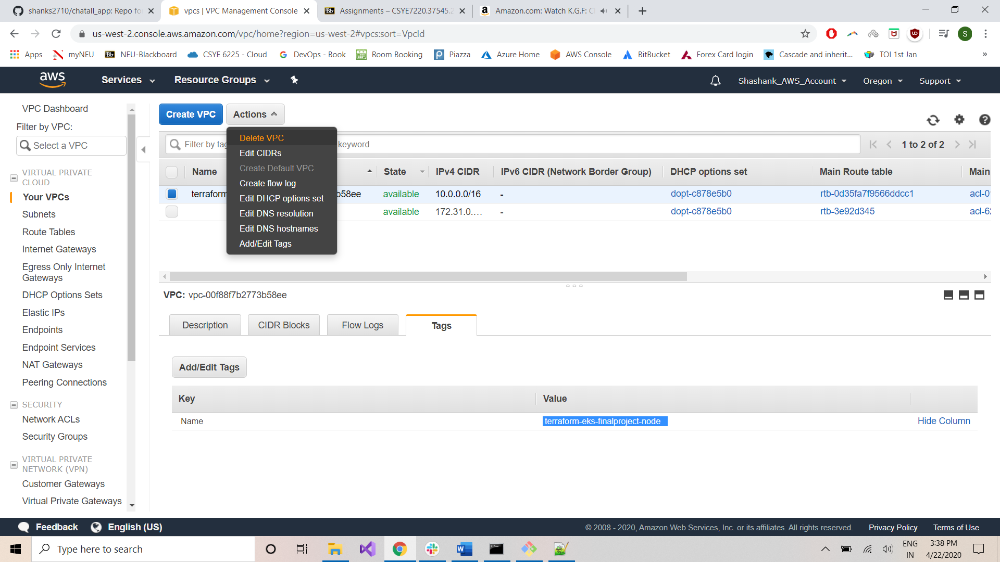 shanks2710/chatall_app: Repo fo
vpcs | VPC Management Console
Assignments – CSYE7220.37545.2
Amazon.com: Watch K.G.F: C
us-west-2.console.aws.amazon.com/vpc/home?region=us-west-2#vpcs:sort=VpcId
S
Apps
myNEU
Bb NEU-Blackboard
CSYE 6225 - Cloud
DevOps - Book
Room Booking
Piazza
Azure Home
AWS Console
BitBucket
Forex Card login
Cascade and inherit...
TOI 1st Jan
»
aws
Services
Resource Groups
Shashank_AWS_Account
Oregon
Support
VPC Dashboard
Filter by VPC:
Select a VPC
VIRTUAL PRIVATE
CLOUD
Your VPCs
Subnets
Route Tables
Internet Gateways
Egress Only Internet
Gateways
DHCP Options Sets
Elastic IPs
Endpoints
Endpoint Services
NAT Gateways
Peering Connections
SECURITY
Network ACLs
Security Groups
VIRTUAL PRIVATE
NETWORK (VPN)
Customer Gateways
Virtual Private Gateways
Create VPC
Actions
Delete VPC
Edit CIDRs
Create Default VPC
Create flow log
Edit DHCP options set
Edit DNS resolution
Edit DNS hostnames
Add/Edit Tags
Filter by tag
keyword
1 to 2 of 2
Name State IPv4 CIDR IPv6 CIDR (Network Border Group) DHCP options set Main Route table Main
terraform b58ee available 10.0.0.0/16 - dopt-c878e5b0 rtb-0d35fa7f9566ddcc1 acl-01
available 172.31.0.... - dopt-c878e5b0 rtb-3e92d345 acl-62
VPC: vpc-00f88f7b2773b58ee
Description
CIDR Blocks
Flow Logs
Tags
Add/Edit Tags
Key Value
Name terraform-eks-finalproject-node Hide Column
Feedback
English (US)
© 2008 - 2020, Amazon Web Services, Inc. or its affiliates. All rights reserved.
Privacy Policy
Terms of Use
Type here to search
ENG
IN
3:38 PM
4/22/2020